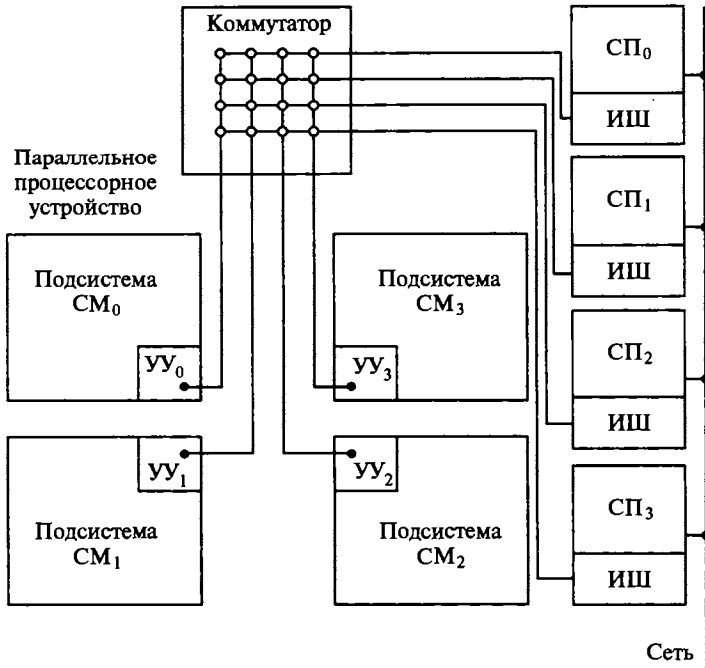 Коммутатор
Параллельное
процессорное
устройство
Подсистема
СМ₀
УУ₀
Подсистема
СМ₃
УУ₃
УУ₁
Подсистема
СМ₁
УУ₂
Подсистема
СМ₂
СП₀
ИШ
СП₁
ИШ
СП₂
ИШ
СП₃
ИШ
Сеть